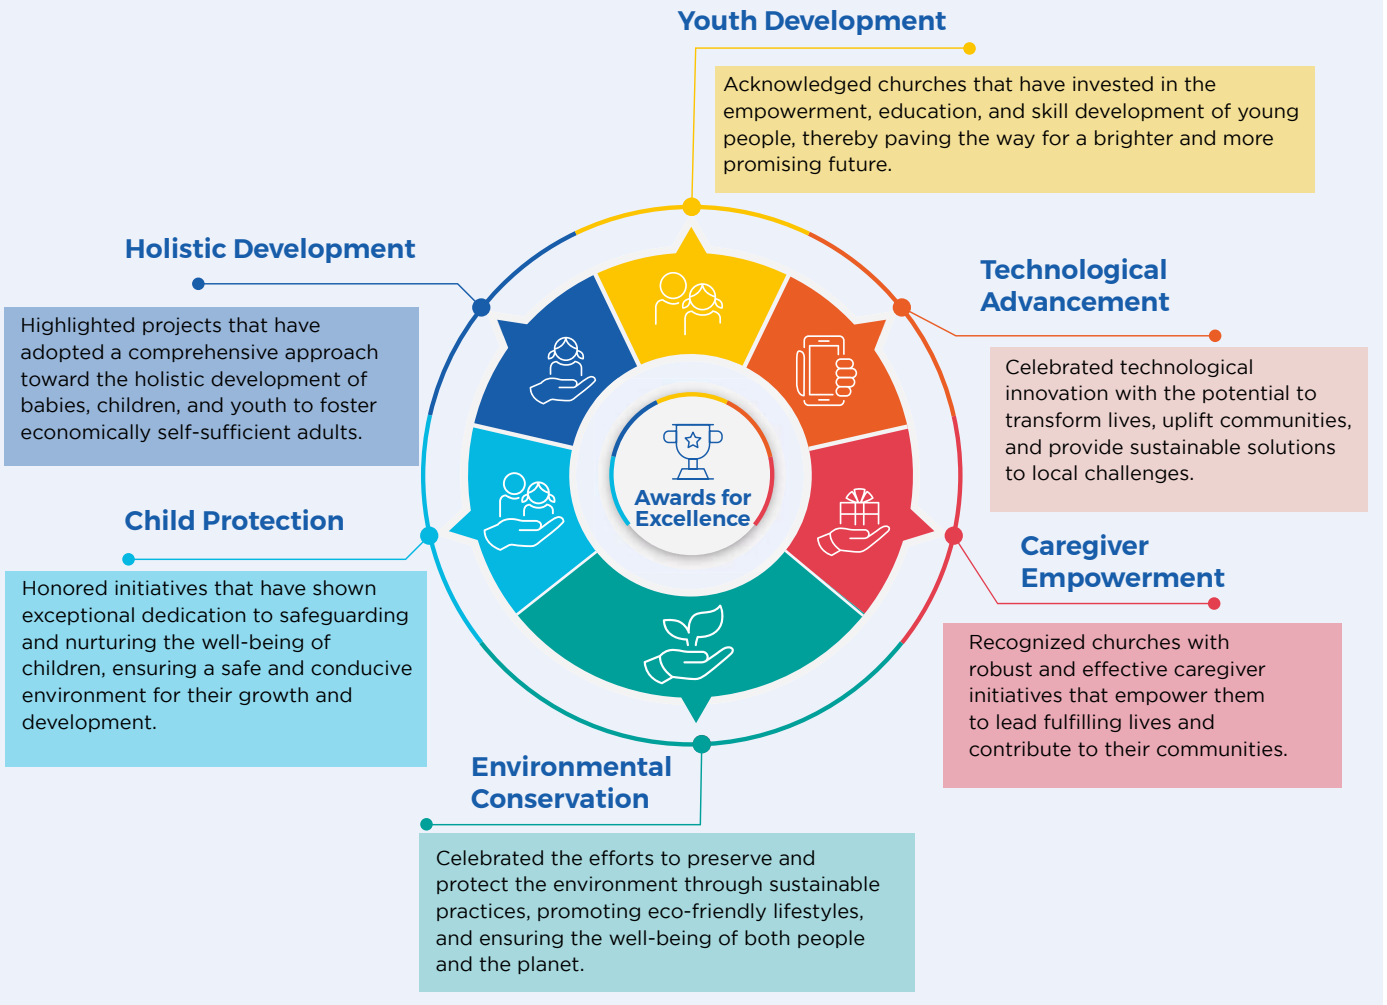 Youth Development
Acknowledged churches that have invested in the
empowerment, education, and skill development of young
people, thereby paving the way for a brighter and more
promising future.
Holistic Development
Highlighted projects that have
adopted a comprehensive approach
toward the holistic development of
babies, children, and youth to foster
economically self-sufficient adults.
Technological
Advancement
Celebrated technological
innovation with the potential to
transform lives, uplift communities,
and provide sustainable solutions
to local challenges.
Awards for
Excellence
Child Protection
Honored initiatives that have shown
exceptional dedication to safeguarding
and nurturing the well-being of
children, ensuring a safe and conducive
environment for their growth and
development.
Caregiver
Empowerment
Recognized churches with
robust and effective caregiver
initiatives that empower them
to lead fulfilling lives and
contribute to their communities.
Environmental
Conservation
Celebrated the efforts to preserve and
protect the environment through sustainable
practices, promoting eco-friendly lifestyles,
and ensuring the well-being of both people
and the planet.